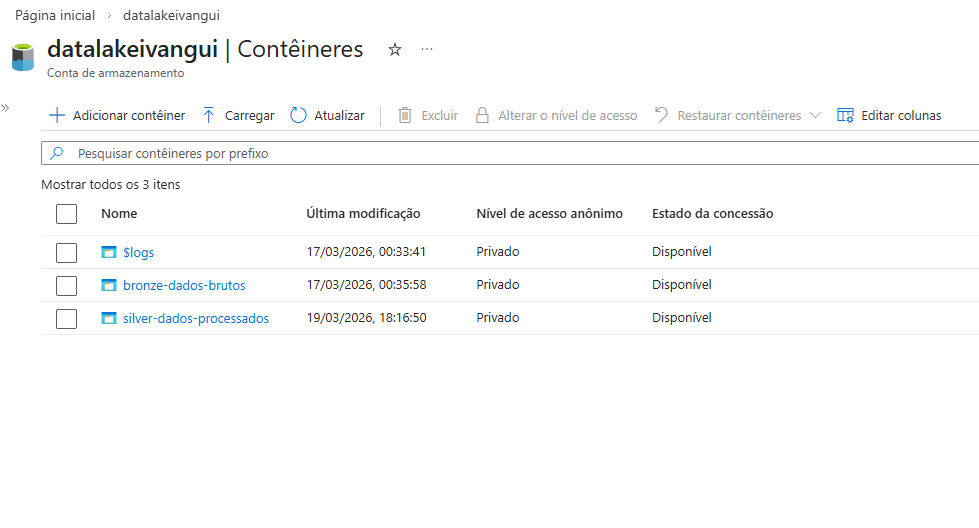 Página inicial > datalakeivangui
datalakeivangui | Contêineres
Conta de armazenamento
Adicionar contêiner Carregar Atualizar Excluir Alterar o nível de acesso Restaurar contêineres Editar colunas
Pesquisar contêineres por prefixo
Mostrar todos os 3 itens
Nome Última modificação Nível de acesso anônimo Estado da concessão
$logs 17/03/2026, 00:33:41 Privado Disponível
bronze-dados-brutos 17/03/2026, 00:35:58 Privado Disponível
silver-dados-processados 19/03/2026, 18:16:50 Privado Disponível